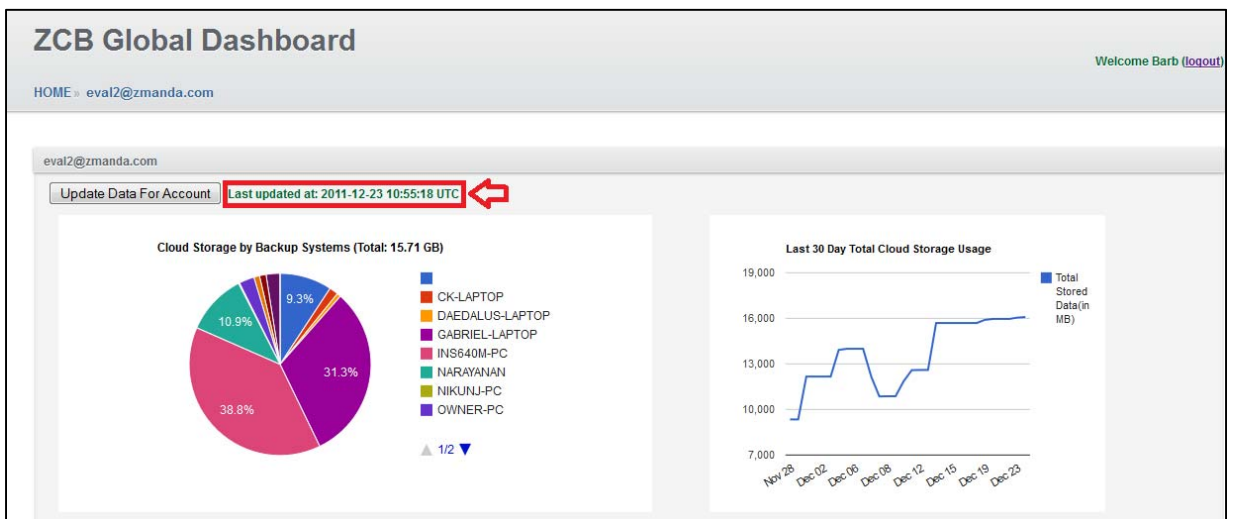 ZCB Global Dashboard
Welcome Barb (logout)
HOME » eval2@zmanda.com
eval2@zmanda.com
Update Data For Account Last updated at: 2011-12-23 10:55:18 UTC
Cloud Storage by Backup Systems (Total: 15.71 GB)
9.3%
10.9%
31.3%
38.8%
CK-LAPTOP
DAEDALUS-LAPTOP
GABRIEL-LAPTOP
INS640M-PC
NARAYANAN
NIKUNJ-PC
OWNER-PC
1/2
Last 30 Day Total Cloud Storage Usage
19,000
16,000
13,000
10,000
7,000
Nov 28 Dec 02 Dec 06 Dec 08 Dec 12 Dec 15 Dec 19 Dec 23
Total
Stored
Data(in
MB)